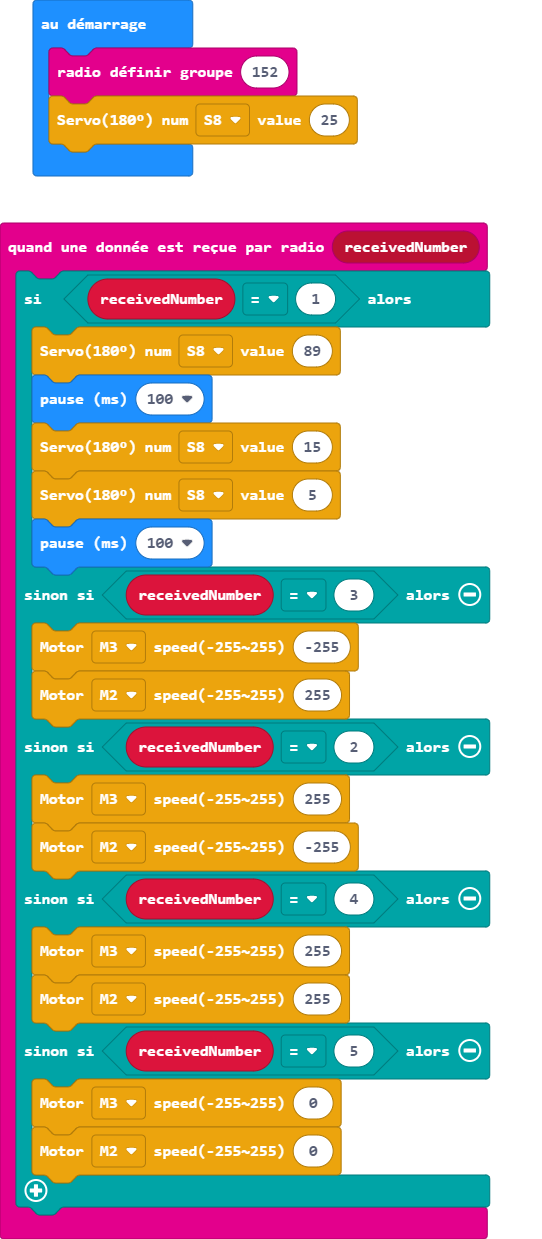 au démarrage
radio définir groupe 152
Servo(180º) num S8 value 25
quand une donnée est reçue par radio receivedNumber
si receivedNumber = 1 alors
Servo(180º) num S8 value 89
pause (ms) 100
Servo(180º) num S8 value 15
Servo(180º) num S8 value 5
pause (ms) 100
sinon si receivedNumber = 3 alors
Motor M3 speed(-255~255) -255
Motor M2 speed(-255~255) 255
sinon si receivedNumber = 2 alors
Motor M3 speed(-255~255) 255
Motor M2 speed(-255~255) -255
sinon si receivedNumber = 4 alors
Motor M3 speed(-255~255) 255
Motor M2 speed(-255~255) 255
sinon si receivedNumber = 5 alors
Motor M3 speed(-255~255) 0
Motor M2 speed(-255~255) 0